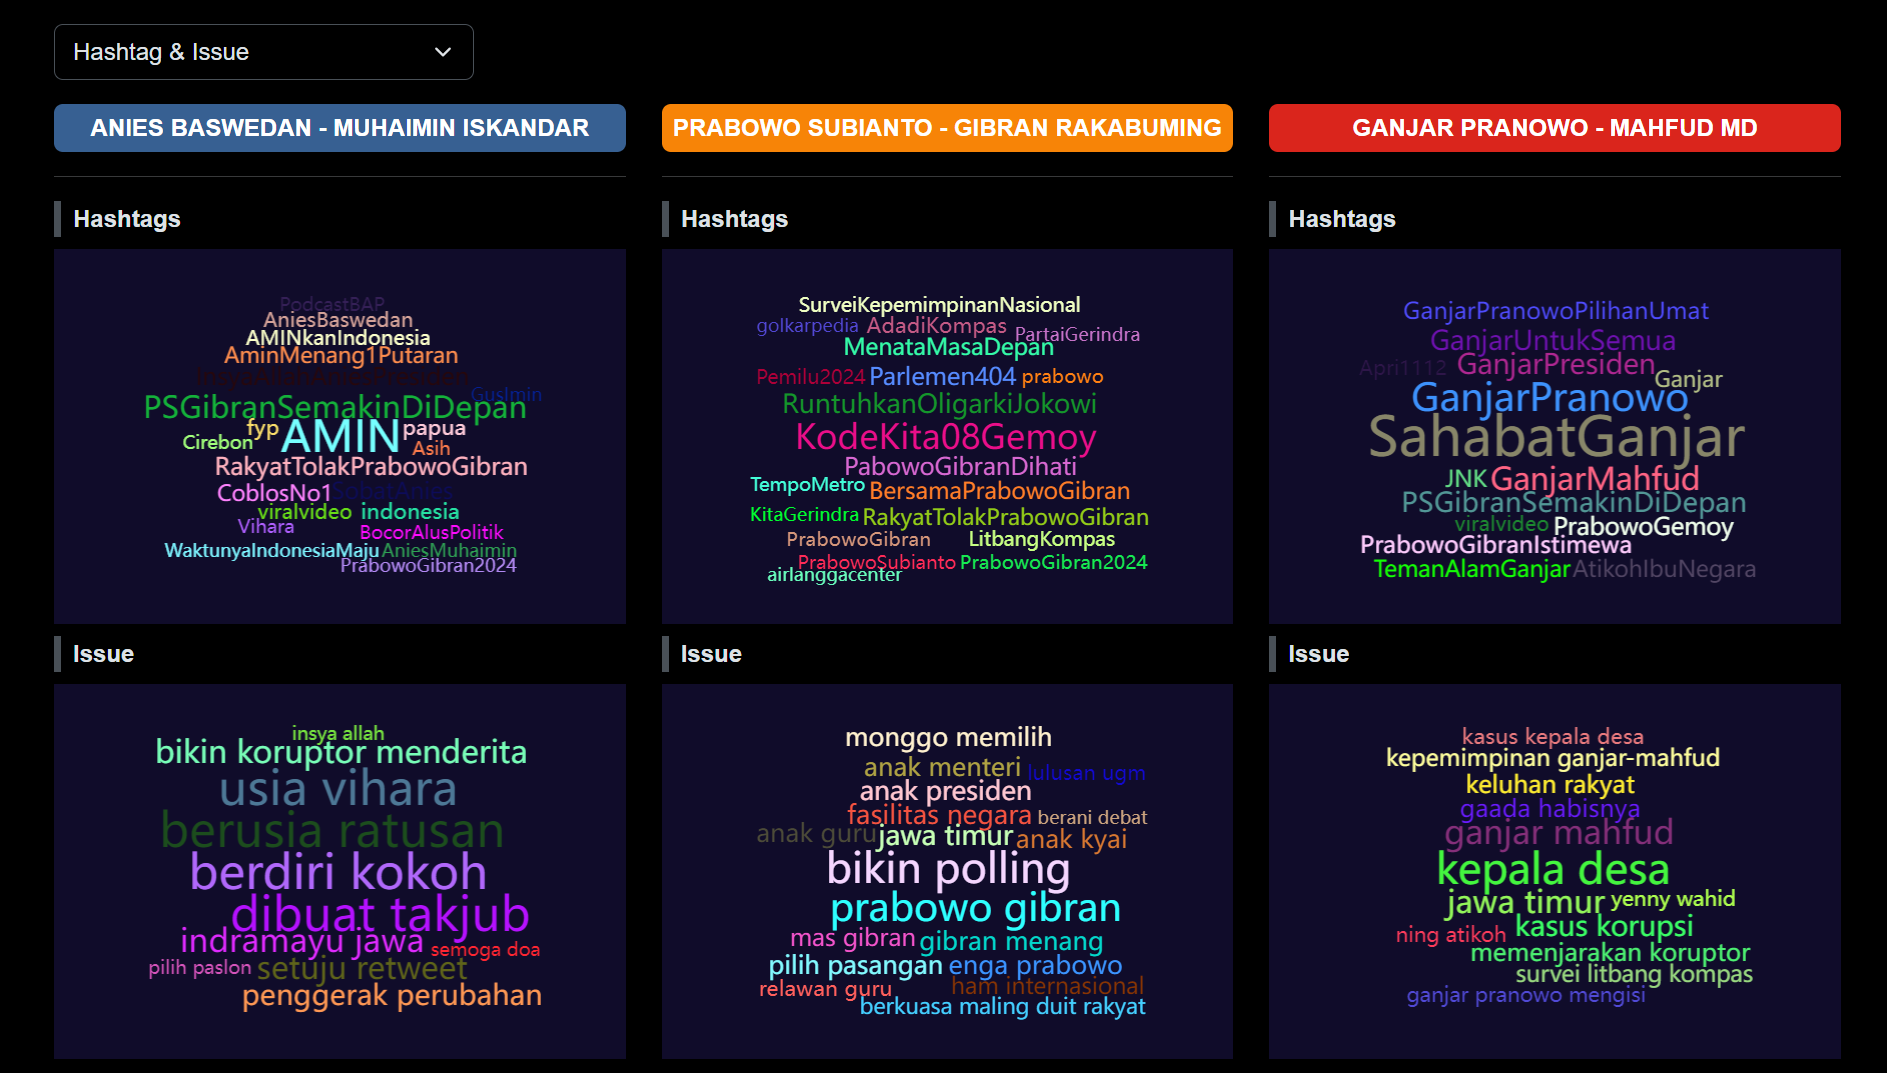 Hashtag & Issue
ANIES BASWEDAN - MUHAIMIN ISKANDAR
Hashtags
PodcastBAP
AniesBaswedan
AMINkanIndonesia
AminMenang1Putaran
GusImin
PSGibranSemakinDiDepan
fyp AMIN papua
Cirebon Asih
RakyatTolakPrabowoGibran
CoblosNo1 SobatAnies
viralvideo indonesia
Vihara BocorAlusPolitik
WaktunyaIndonesiaMaju AniesMuhaimin
PrabowoGibran2024
Issue
insya allah
bikin koruptor menderita
usia vihara
berusia ratusan
berdiri kokoh
dibuat takjub
indramayu jawa semoga doa
pilih paslon setuju retweet
penggerak perubahan
PRABOWO SUBIANTO - GIBRAN RAKABUMING
Hashtags
SurveiKepemimpinanNasional
golkarpedia AdadiKompas PartaiGerindra
MenataMasaDepan
Pemilu2024 Parlemen404 prabowo
RuntuhkanOligarkiJokowi
KodeKita08Gemoy
PabowoGibranDihati
TempoMetro BersamaPrabowoGibran
KitaGerindra RakyatTolakPrabowoGibran
PrabowoGibran LitbangKompas
PrabowoSubianto PrabowoGibran2024
airlanggacenter
Issue
monggo memilih
anak menteri lulusan ugm
anak presiden
fasilitas negara berani debat
anak guru jawa timur anak kyai
bikin polling
prabowo gibran
mas gibran gibran menang
pilih pasangan enga prabowo
relawan guru ham internasional
berkuasa maling duit rakyat
GANJAR PRANOWO - MAHFUD MD
Hashtags
GanjarPranowoPilihanUmat
GanjarUntukSemua
Apri1112 GanjarPresiden Ganjar
GanjarPranowo
SahabatGanjar
JNK GanjarMahfud
PSGibranSemakinDiDepan
viralvideo PrabowoGemoy
PrabowoGibranIstimewa
TemanAlamGanjar AtikohIbuNegara
Issue
kasus kepala desa
kepemimpinan ganjar-mahfud
keluhan rakyat
gaada habisnya
ganjar mahfud
kepala desa
jawa timur yenny wahid
ning atikoh kasus korupsi
memenjarakan koruptor
survei litbang kompas
ganjar pranowo mengisi